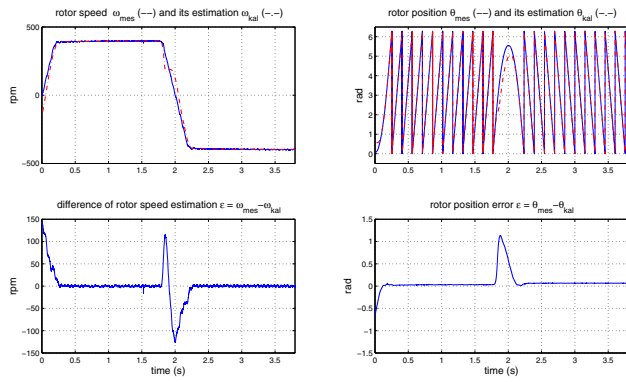 rotor speed ω_mes (−−) and its estimation ω_kal (−.−)
500
0
−500
rpm
0 0.5 1 1.5 2 2.5 3 3.5
rotor position θ_mes (−−) and its estimation θ_kal (−.−)
6
5
4
3
2
1
0
rad
0 0.5 1 1.5 2 2.5 3 3.5
difference of rotor speed estimation ε = ω_mes−ω_kal
150
100
50
0
−50
−100
−150
rpm
0 0.5 1 1.5 2 2.5 3 3.5
time (s)
rotor position error ε = θ_mes−θ_kal
1.5
1
0.5
0
−0.5
−1
−1.5
rad
0 0.5 1 1.5 2 2.5 3 3.5
time (s)